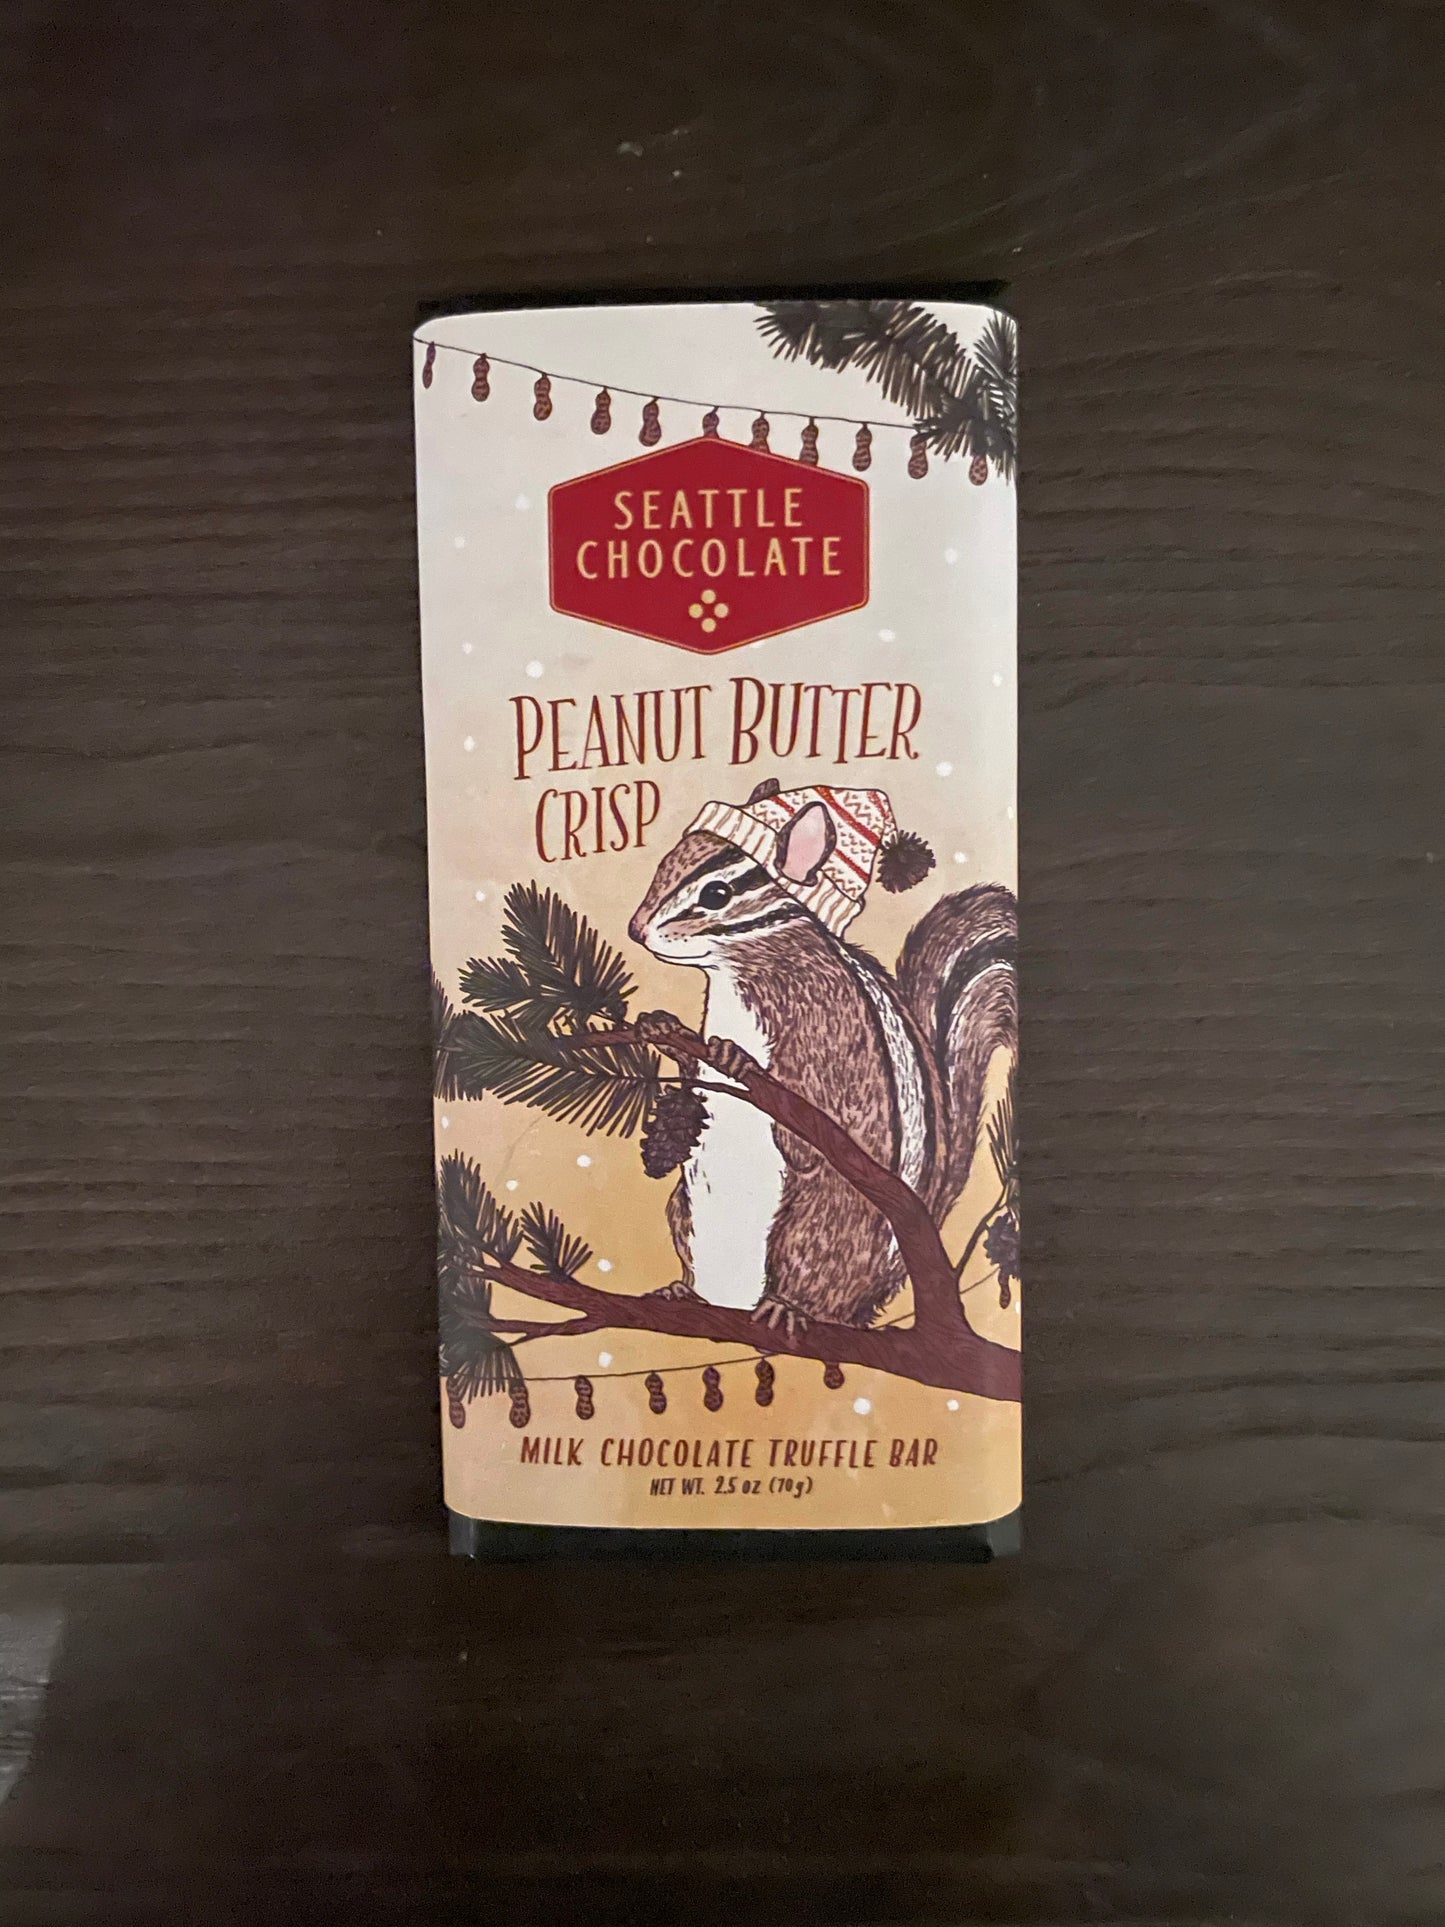 SEATTLE
CHOCOLATE
PEANUT BUTTER
CRISP
MILK CHOCOLATE TRUFFLE BAR
NET WT. 2.5 oz (70g)